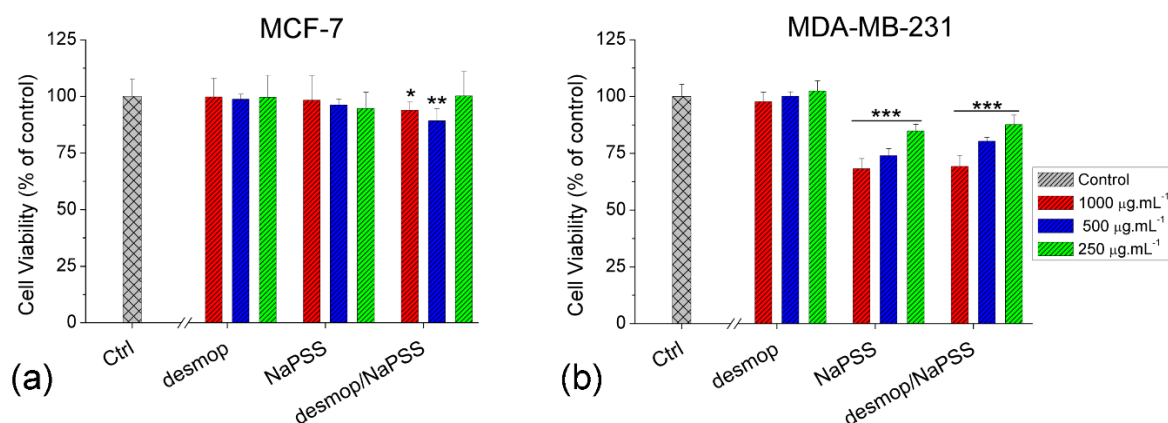 MCF-7
Cell Viability (% of control)
125
100
75
50
25
0
*
**
Ctrl
desmop
NaPSS
desmop/NaPSS
(a)
MDA-MB-231
Cell Viability (% of control)
125
100
75
50
25
0
***
***
Ctrl
desmop
NaPSS
desmop/NaPSS
(b)
Control
1000 μg.mL⁻¹
500 μg.mL⁻¹
250 μg.mL⁻¹